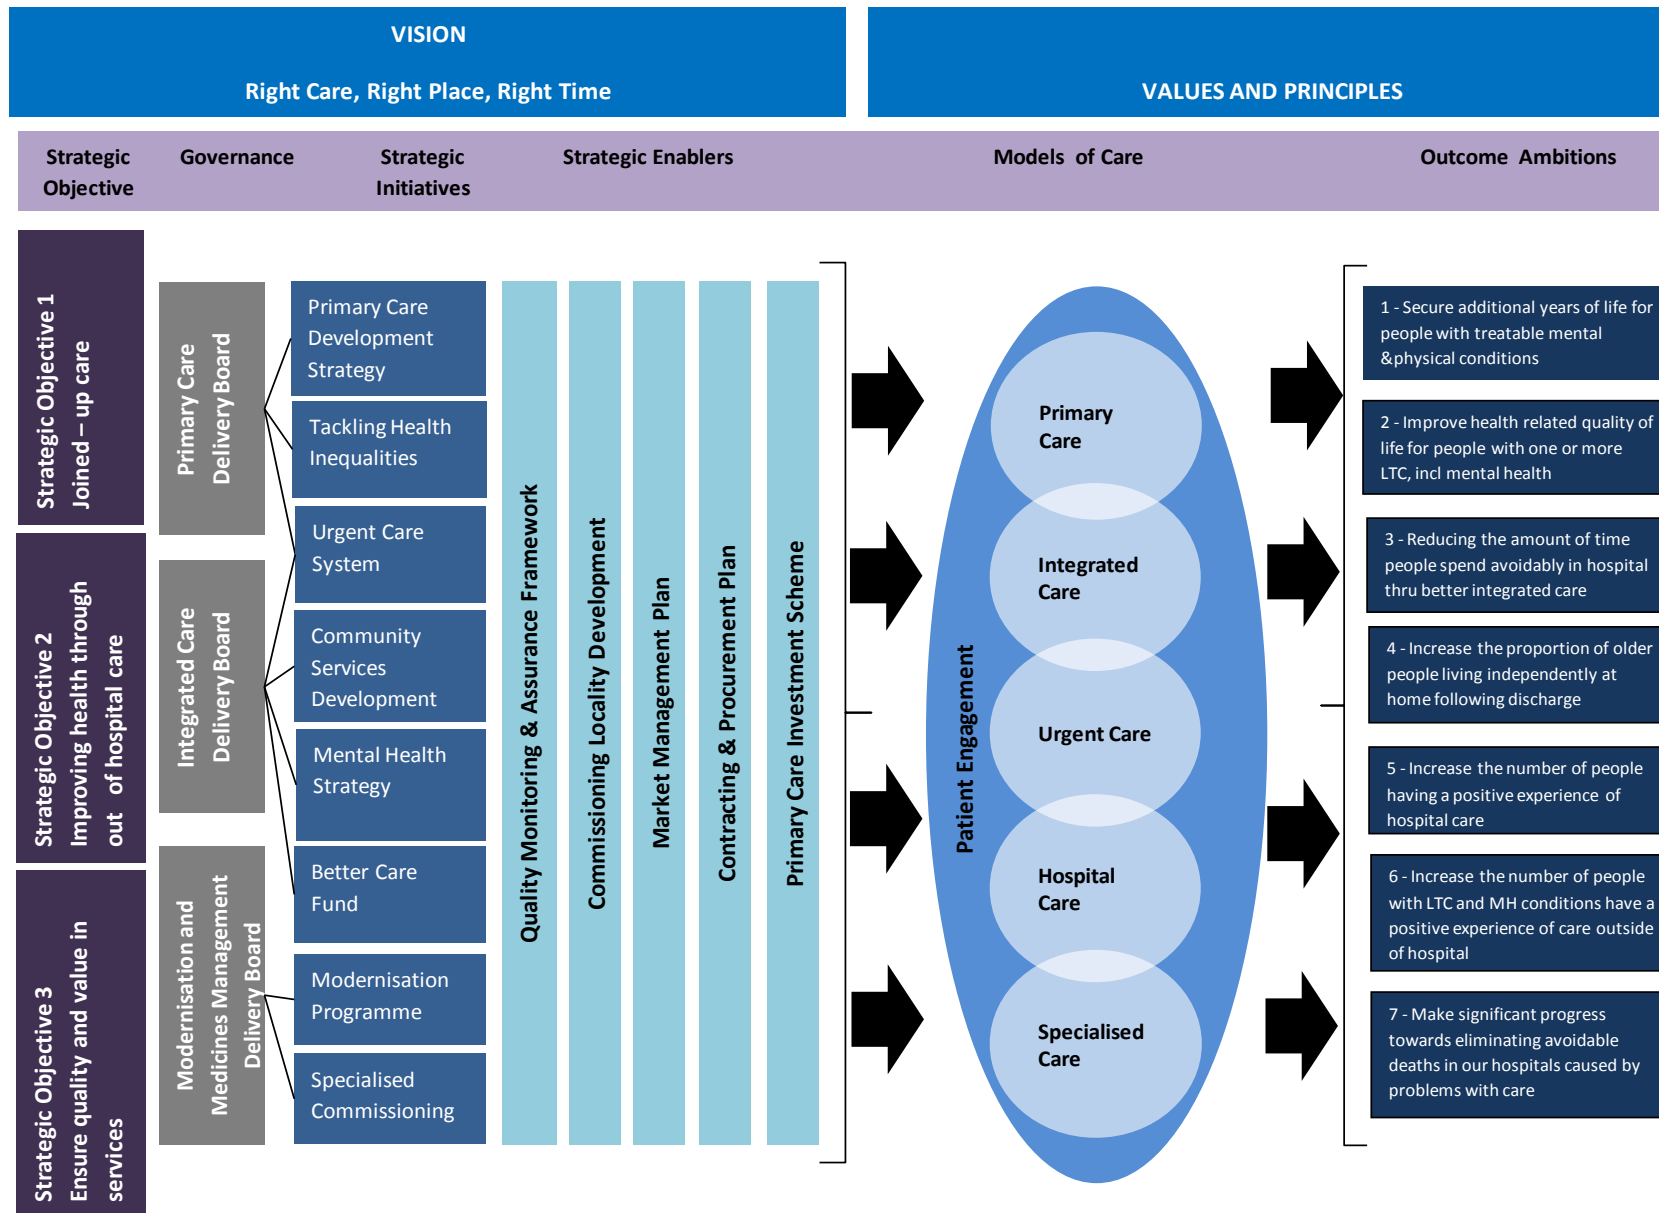 VISION
Right Care, Right Place, Right Time
VALUES AND PRINCIPLES
Strategic
Objective
Governance
Strategic
Initiatives
Strategic Enablers
Models of Care
Outcome Ambitions
Strategic Objective 1
Joined – up care
Strategic Objective 2
Improving health through
out of hospital care
Strategic Objective 3
Ensure quality and value in
services
Primary Care
Delivery Board
Integrated Care
Delivery Board
Modernisation and
Medicines Management
Delivery Board
Primary Care
Development
Strategy
Tackling Health
Inequalities
Urgent Care
System
Community
Services
Development
Mental Health
Strategy
Better Care
Fund
Modernisation
Programme
Specialised
Commissioning
Quality Monitoring & Assurance Framework
Commissioning Locality Development
Market Management Plan
Contracting & Procurement Plan
Primary Care Investment Scheme
Patient Engagement
Primary
Care
Integrated
Care
Urgent Care
Hospital
Care
Specialised
Care
1 - Secure additional years of life for
people with treatable mental
&physical conditions
2 - Improve health related quality of
life for people with one or more
LTC, incl mental health
3 - Reducing the amount of time
people spend avoidably in hospital
thru better integrated care
4 - Increase the proportion of older
people living independently at
home following discharge
5 - Increase the number of people
having a positive experience of
hospital care
6 - Increase the number of people
with LTC and MH conditions have a
positive experience of care outside
of hospital
7 - Make significant progress
towards eliminating avoidable
deaths in our hospitals caused by
problems with care